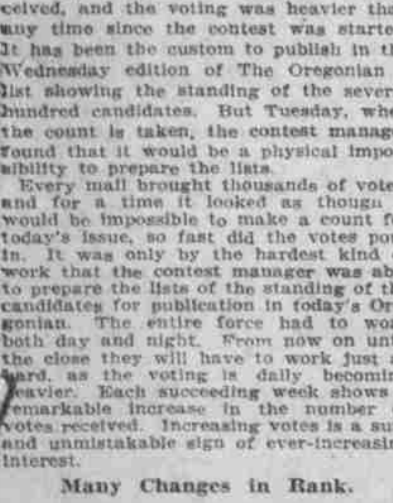 ceived, and the voting was heavier tha
any time since the contest was starte
It has been the custom to publish in th
Wednesday edition of The Oregonian
list showing the standing of the sever
hundred candidates. But Tuesday, whe
the count is taken, the contest manage
found that it would be a physical impo
sibility to prepare the lists.
Every mail brought thousands of vote
and for a time it looked as though
would be impossible to make a count fo
today's issue, so fast did the votes pou
in. It was only by the hardest kind
work that the contest manager was ab
to prepare the lists of the standing of th
candidates for publication in today's Ore
gonian. The entire force had to wor
both day and night. From now on unt
the close they will have to work just a
hard, as the voting is daily becomin
heavier. Each succeeding week shows
remarkable increase in the number
votes received. Increasing votes is a su
and unmistakable sign of ever-increasin
interest.
Many Changes in Rank.